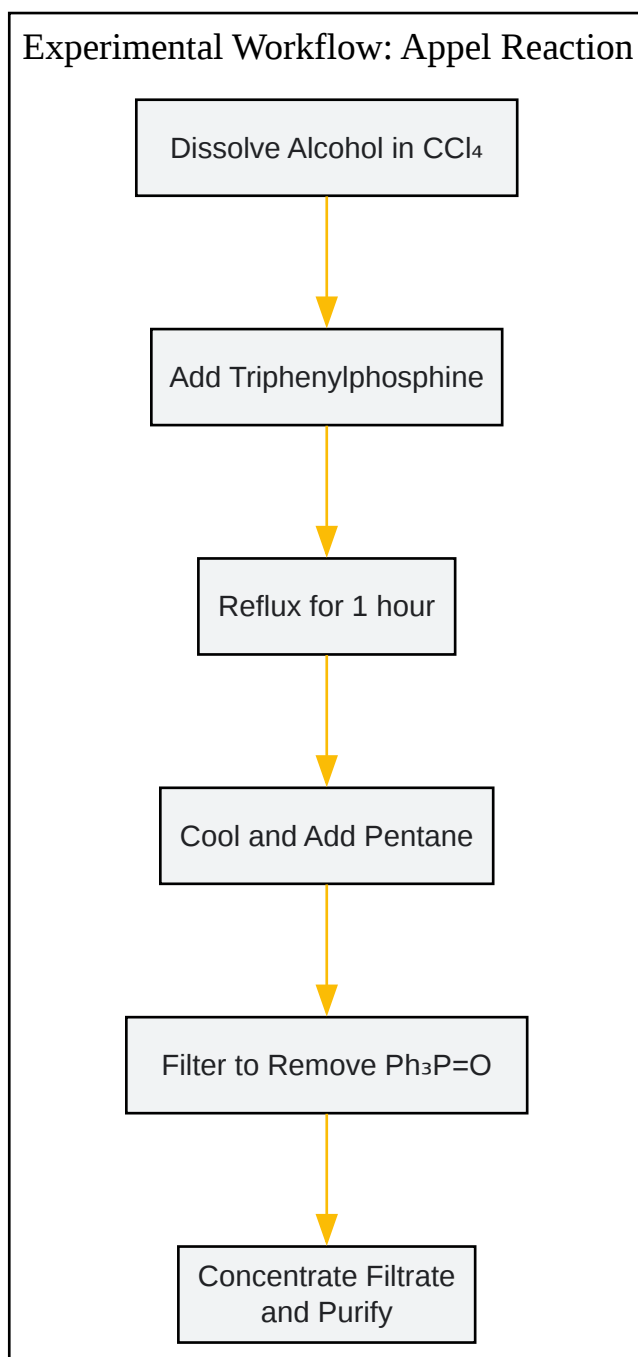 Experimental Workflow: Appel Reaction
Dissolve Alcohol in CCl₄
Add Triphenylphosphine
Reflux for 1 hour
Cool and Add Pentane
Filter to Remove Ph₃P=O
Concentrate Filtrate
and Purify